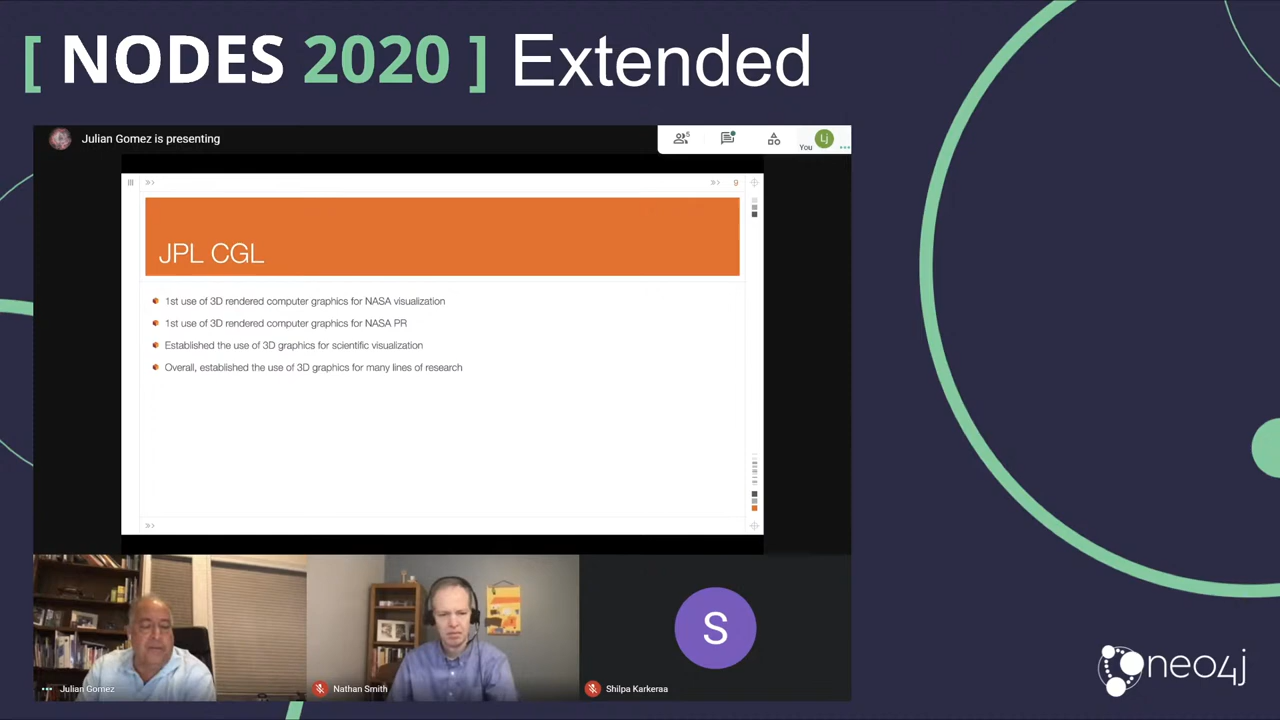 [ NODES 2020 ] Extended
Julian Gomez is presenting
5
You
Lj
9
JPL CGL
1st use of 3D rendered computer graphics for NASA visualization
1st use of 3D rendered computer graphics for NASA PR
Established the use of 3D graphics for scientific visualization
Overall, established the use of 3D graphics for many lines of research
S
Julian Gomez
Nathan Smith
Shilpa Karkeraa
neo4j